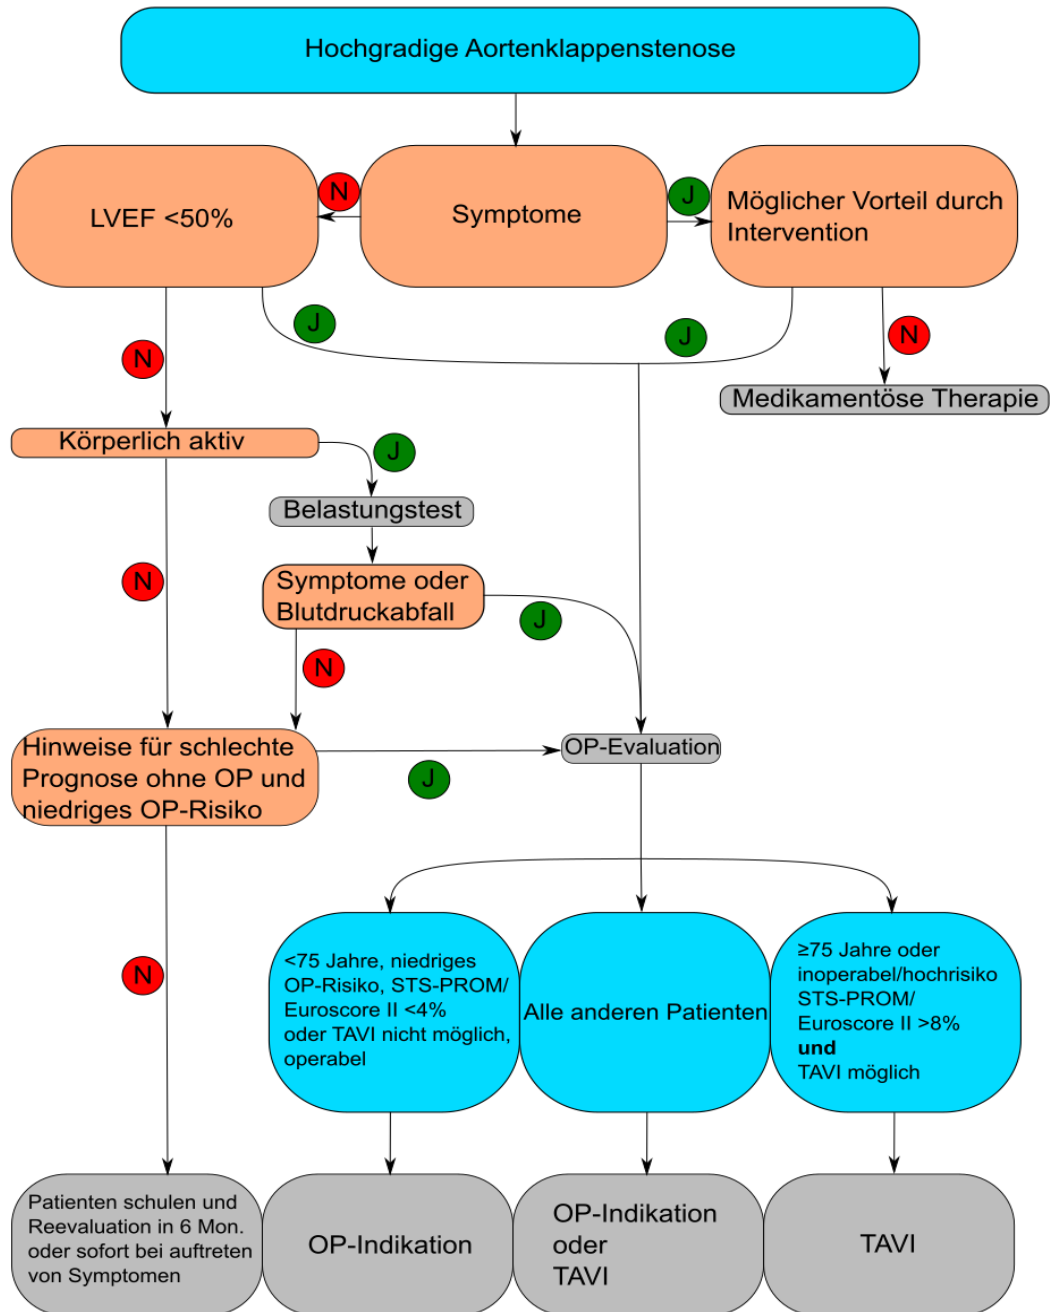 Hochgradige Aortenklappenstenose
LVEF <50%
N
Symptome
J
Möglicher Vorteil durch
Intervention
J
J
N
N
Medikamentöse Therapie
Körperlich aktiv
J
Belastungstest
N
Symptome oder
Blutdruckabfall
J
N
Hinweise für schlechte
Prognose ohne OP und
niedriges OP-Risiko
J
OP-Evaluation
N
<75 Jahre, niedriges
OP-Risiko, STS-PROM/
Euroscore II <4%
oder TAVI nicht möglich,
operabel
Alle anderen Patienten
≥75 Jahre oder
inoperabel/hochrisiko
STS-PROM/
Euroscore II >8%
und
TAVI möglich
Patienten schulen und
Reevaluation in 6 Mon.
oder sofort bei auftreten
von Symptomen
OP-Indikation
OP-Indikation
oder
TAVI
TAVI